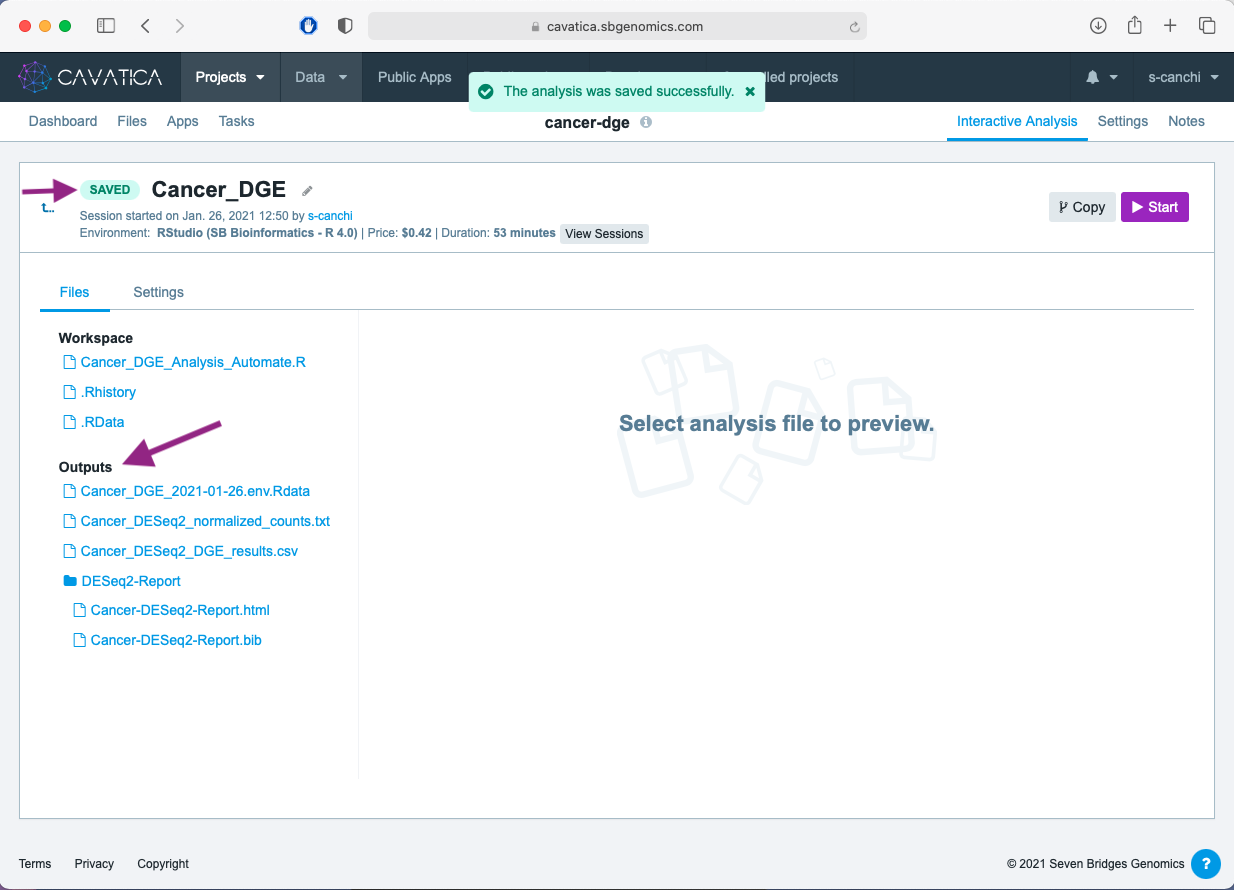 cavatica.sbgenomics.com
CAVATICA
Projects
Data
Public Apps
led projects
s-canchi
The analysis was saved successfully.
Dashboard
Files
Apps
Tasks
cancer-dge
Interactive Analysis
Settings
Notes
SAVED
Cancer_DGE
Session started on Jan. 26, 2021 12:50 by s-canchi
Environment: RStudio (SB Bioinformatics - R 4.0) | Price: $0.42 | Duration: 53 minutes
View Sessions
Copy
Start
Files
Settings
Workspace
Cancer_DGE_Analysis_Automate.R
.Rhistory
.RData
Outputs
Cancer_DGE_2021-01-26.env.Rdata
Cancer_DESeq2_normalized_counts.txt
Cancer_DESeq2_DGE_results.csv
DESeq2-Report
Cancer-DESeq2-Report.html
Cancer-DESeq2-Report.bib
Select analysis file to preview.
Terms
Privacy
Copyright
© 2021 Seven Bridges Genomics
?